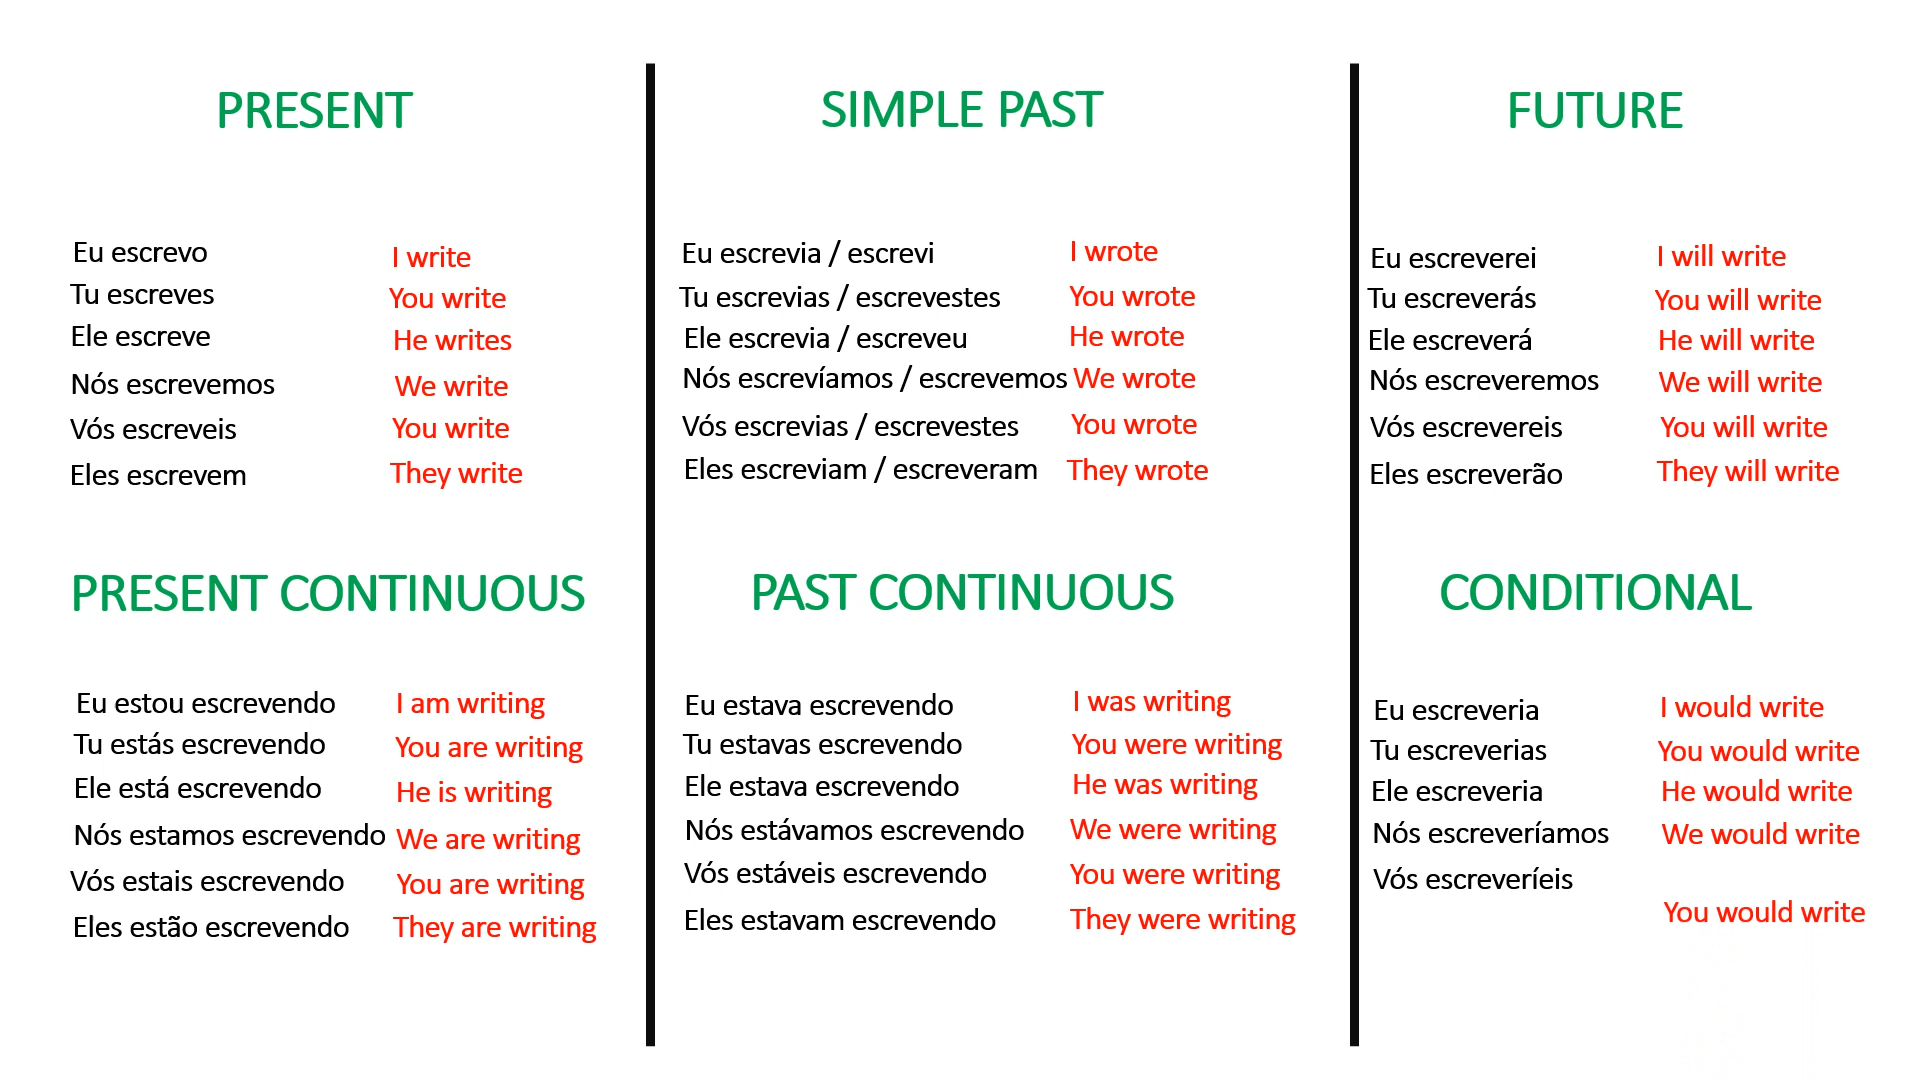 PRESENT
Eu escrevo I write
Tu escreves You write
Ele escreve He writes
Nós escrevemos We write
Vós escreveis You write
Eles escrevem They write
PRESENT CONTINUOUS
Eu estou escrevendo I am writing
Tu estás escrevendo You are writing
Ele está escrevendo He is writing
Nós estamos escrevendo We are writing
Vós estais escrevendo You are writing
Eles estão escrevendo They are writing
SIMPLE PAST
Eu escrevia / escrevi I wrote
Tu escrevias / escrevestes You wrote
Ele escrevia / escreveu He wrote
Nós escrevíamos / escrevemos We wrote
Vós escrevias / escrevestes You wrote
Eles escreviam / escreveram They wrote
PAST CONTINUOUS
Eu estava escrevendo I was writing
Tu estavas escrevendo You were writing
Ele estava escrevendo He was writing
Nós estávamos escrevendo We were writing
Vós estáveis escrevendo You were writing
Eles estavam escrevendo They were writing
FUTURE
Eu escreverei I will write
Tu escreverás You will write
Ele escreverá He will write
Nós escreveremos We will write
Vós escrevereis You will write
Eles escreverão They will write
CONDITIONAL
Eu escreveria I would write
Tu escreverias You would write
Ele escreveria He would write
Nós escreveríamos We would write
Vós escreveríeis
You would write